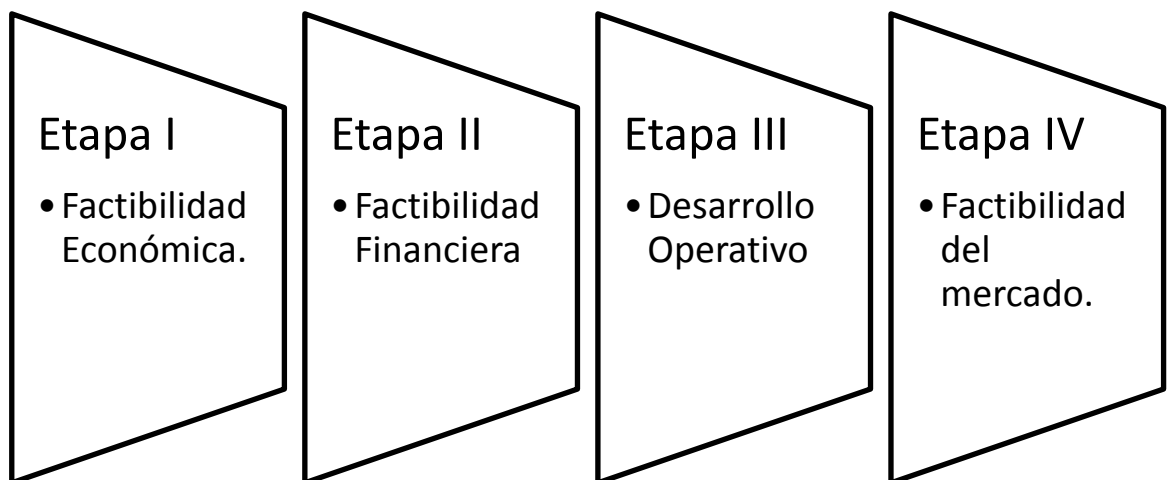 Etapa I
• Factibilidad
Económica.
Etapa II
• Factibilidad
Financiera
Etapa III
• Desarrollo
Operativo
Etapa IV
• Factibilidad
del
mercado.